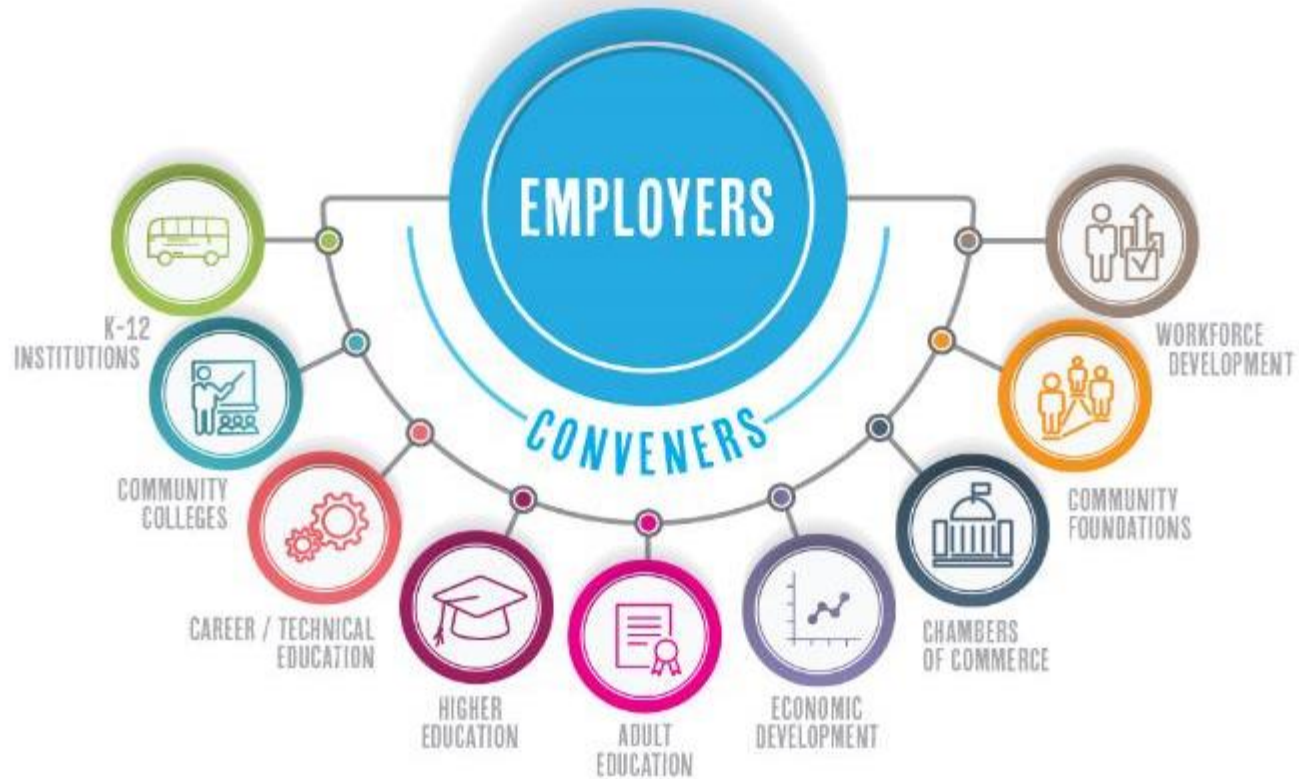 EMPLOYERS
CONVENERS
K-12
INSTITUTIONS
COMMUNITY
COLLEGES
CAREER / TECHNICAL
EDUCATION
HIGHER
EDUCATION
ADULT
EDUCATION
ECONOMIC
DEVELOPMENT
CHAMBERS
OF COMMERCE
COMMUNITY
FOUNDATIONS
WORKFORCE
DEVELOPMENT